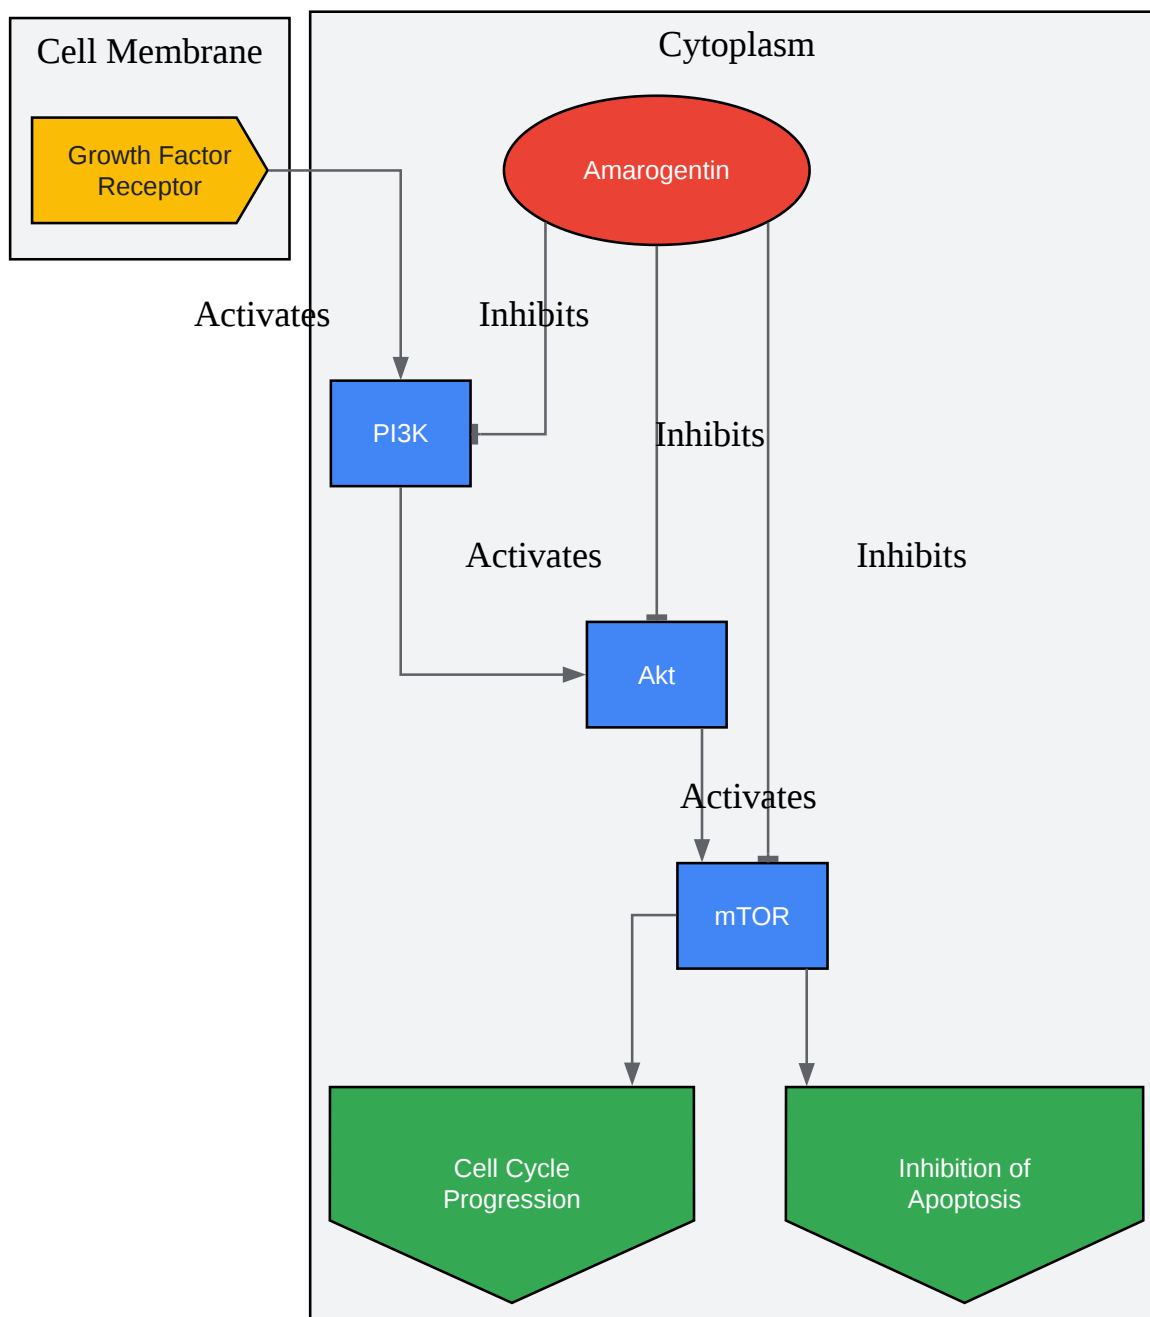 Cell Membrane
Cytoplasm
Growth Factor
Receptor
Amarogentin
Activates
Inhibits
PI3K
Inhibits
Activates
Inhibits
Akt
Activates
mTOR
Cell Cycle
Progression
Inhibition of
Apoptosis